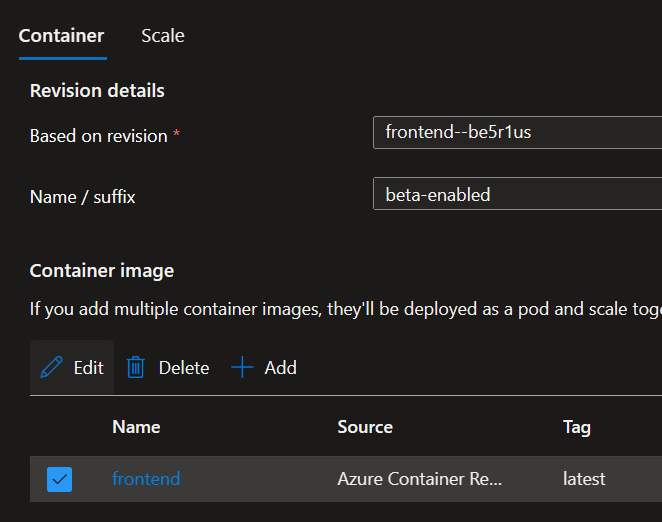 Container Scale
Revision details
Based on revision * frontend--be5r1us
Name / suffix beta-enabled
Container image
If you add multiple container images, they'll be deployed as a pod and scale toge
Edit Delete Add
Name Source Tag
frontend Azure Container Re... latest